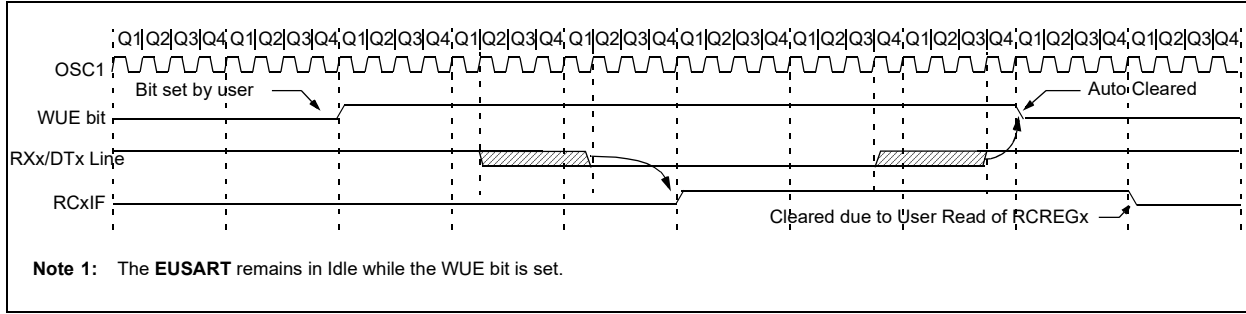 Q1 Q2 Q3 Q4 Q1 Q2 Q3 Q4 Q1 Q2 Q3 Q4 Q1 Q2 Q3 Q4 Q1 Q2 Q3 Q4 Q1 Q2 Q3 Q4 Q1 Q2 Q3 Q4 Q1 Q2 Q3 Q4 Q1 Q2 Q3 Q4 Q1 Q2 Q3 Q4
OSC1
Bit set by user
Auto Cleared
WUE bit
RXx/DTx Line
RCxIF
Cleared due to User Read of RCREGx
Note 1: The EUSART remains in Idle while the WUE bit is set.